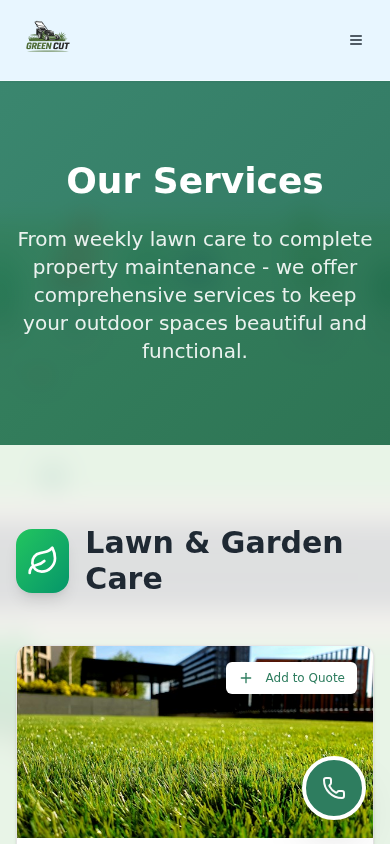 GREEN CUT
Our Services
From weekly lawn care to complete
property maintenance - we offer
comprehensive services to keep
your outdoor spaces beautiful and
functional.
Lawn & Garden
Care
Add to Quote